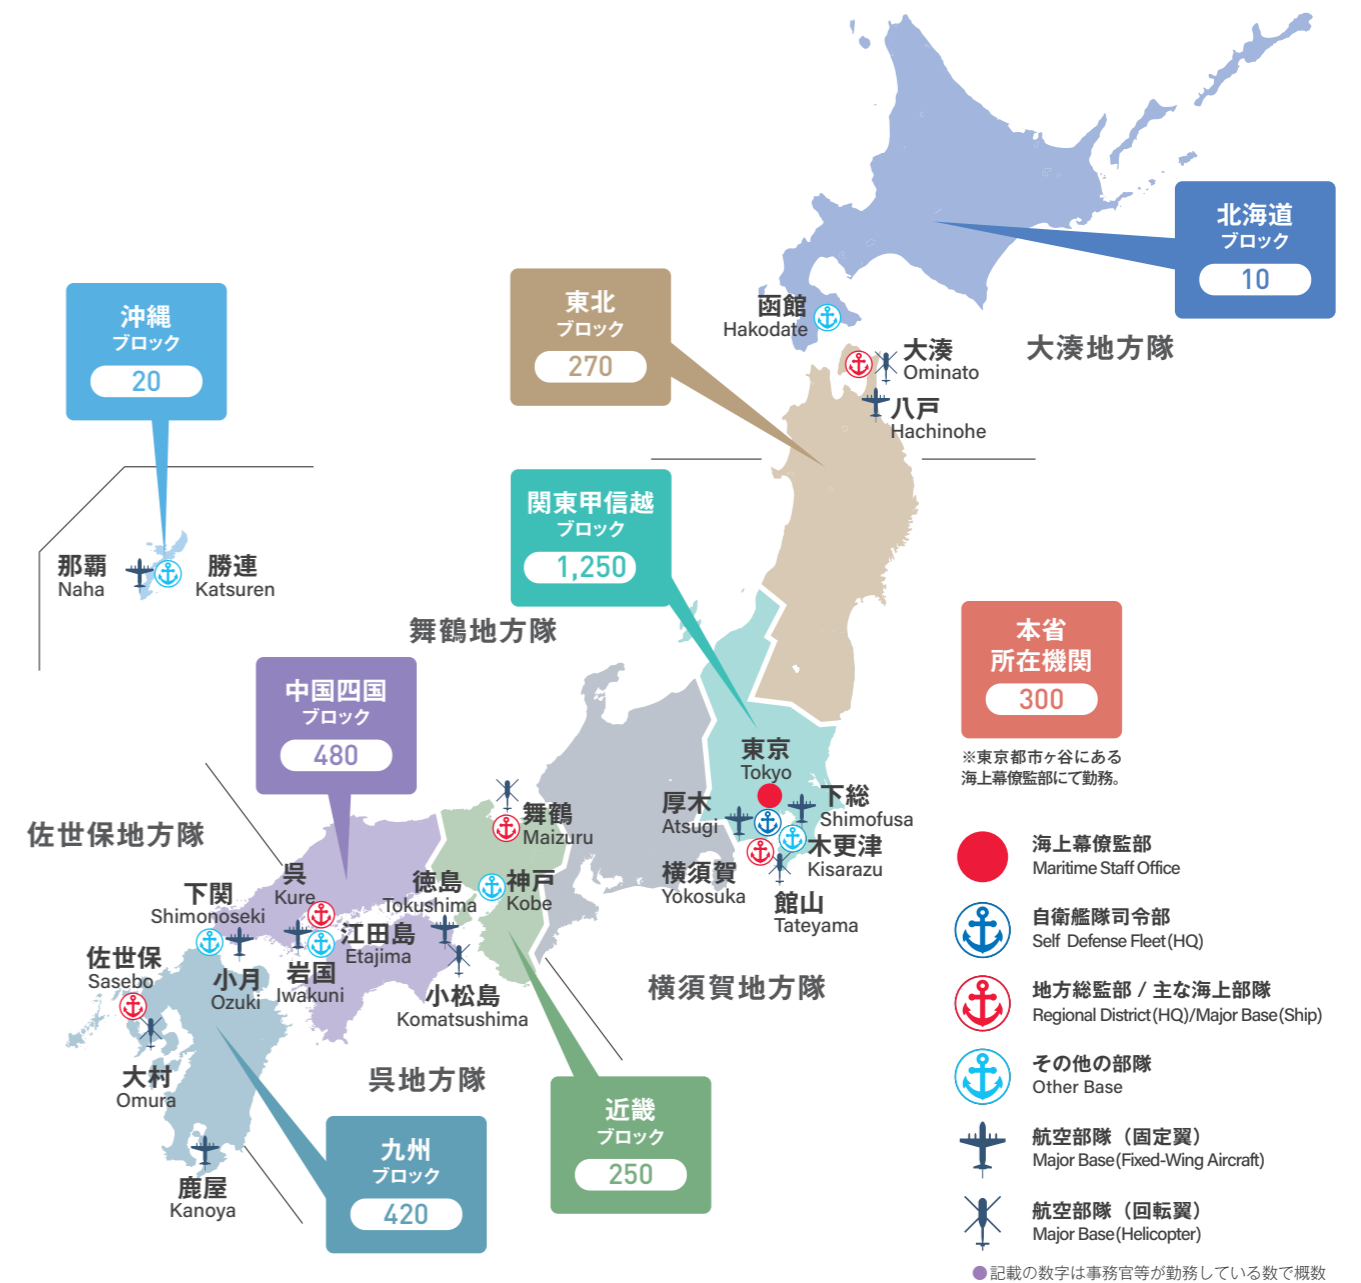 北海道
ブロック
10
東北
ブロック
270
沖縄
ブロック
20
函館
Hakodate
大湊地方隊
大湊
Ominato
八戸
Hachinohe
関東甲信越
ブロック
1,250
那覇
Naha
勝連
Katsuren
舞鶴地方隊
本省
所在機関
300
※東京都市ヶ谷にある
海上幕僚監部にて勤務。
中国四国
ブロック
480
東京
Tokyo
厚木
Atsugi
下総
Shimofusa
木更津
Kisarazu
横須賀
Yokosuka
館山
Tateyama
舞鶴
Maizuru
佐世保地方隊
呉
Kure
徳島
Tokushima
神戸
Kobe
下関
Shimonoseki
江田島
Etajima
佐世保
Sasebo
小月
Ozuki
岩国
Iwakuni
小松島
Komatsushima
横須賀地方隊
大村
Omura
呉地方隊
近畿
ブロック
250
九州
ブロック
420
鹿屋
Kanoya
海上幕僚監部
Maritime Staff Office
自衛艦隊司令部
Self Defense Fleet(HQ)
地方総監部 / 主な海上部隊
Regional District(HQ)/Major Base(Ship)
その他の部隊
Other Base
航空部隊（固定翼）
Major Base(Fixed-Wing Aircraft)
航空部隊（回転翼）
Major Base(Helicopter)
●記載の数字は事務官等が勤務している数で概数